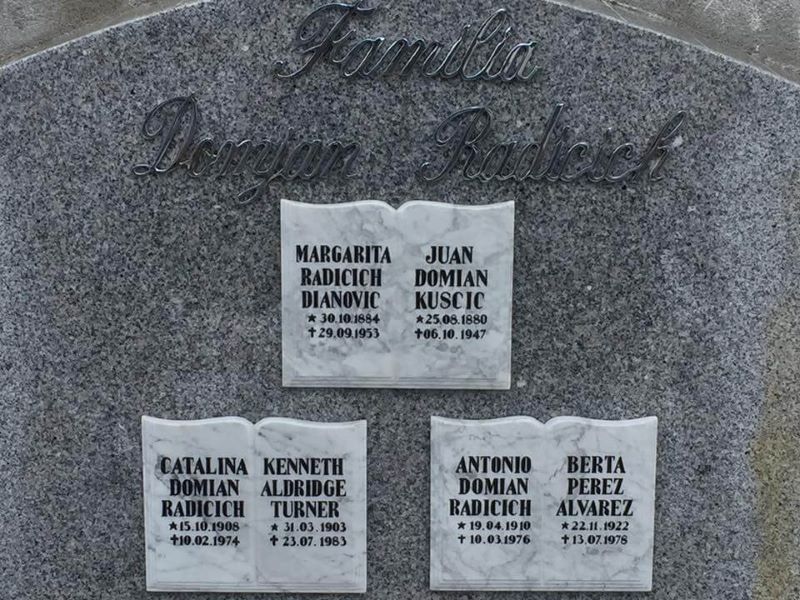 Familia
Domjan Radicich
MARGARITA
RADICICH
DIANOVIC
★ 30.10.1884
✝ 29.09.1953
JUAN
DOMIAN
KUSCIC
★ 25.08.1880
✝ 06.10.1947
CATALINA
DOMIAN
RADICICH
★ 15.10.1908
✝ 10.02.1974
KENNETH
ALDRIDGE
TURNER
★ 31.03.1903
✝ 23.07.1983
ANTONIO
DOMIAN
RADICICH
★ 19.04.1910
✝ 10.03.1976
BERTA
PEREZ
ALVAREZ
★ 22.11.1922
✝ 13.07.1978